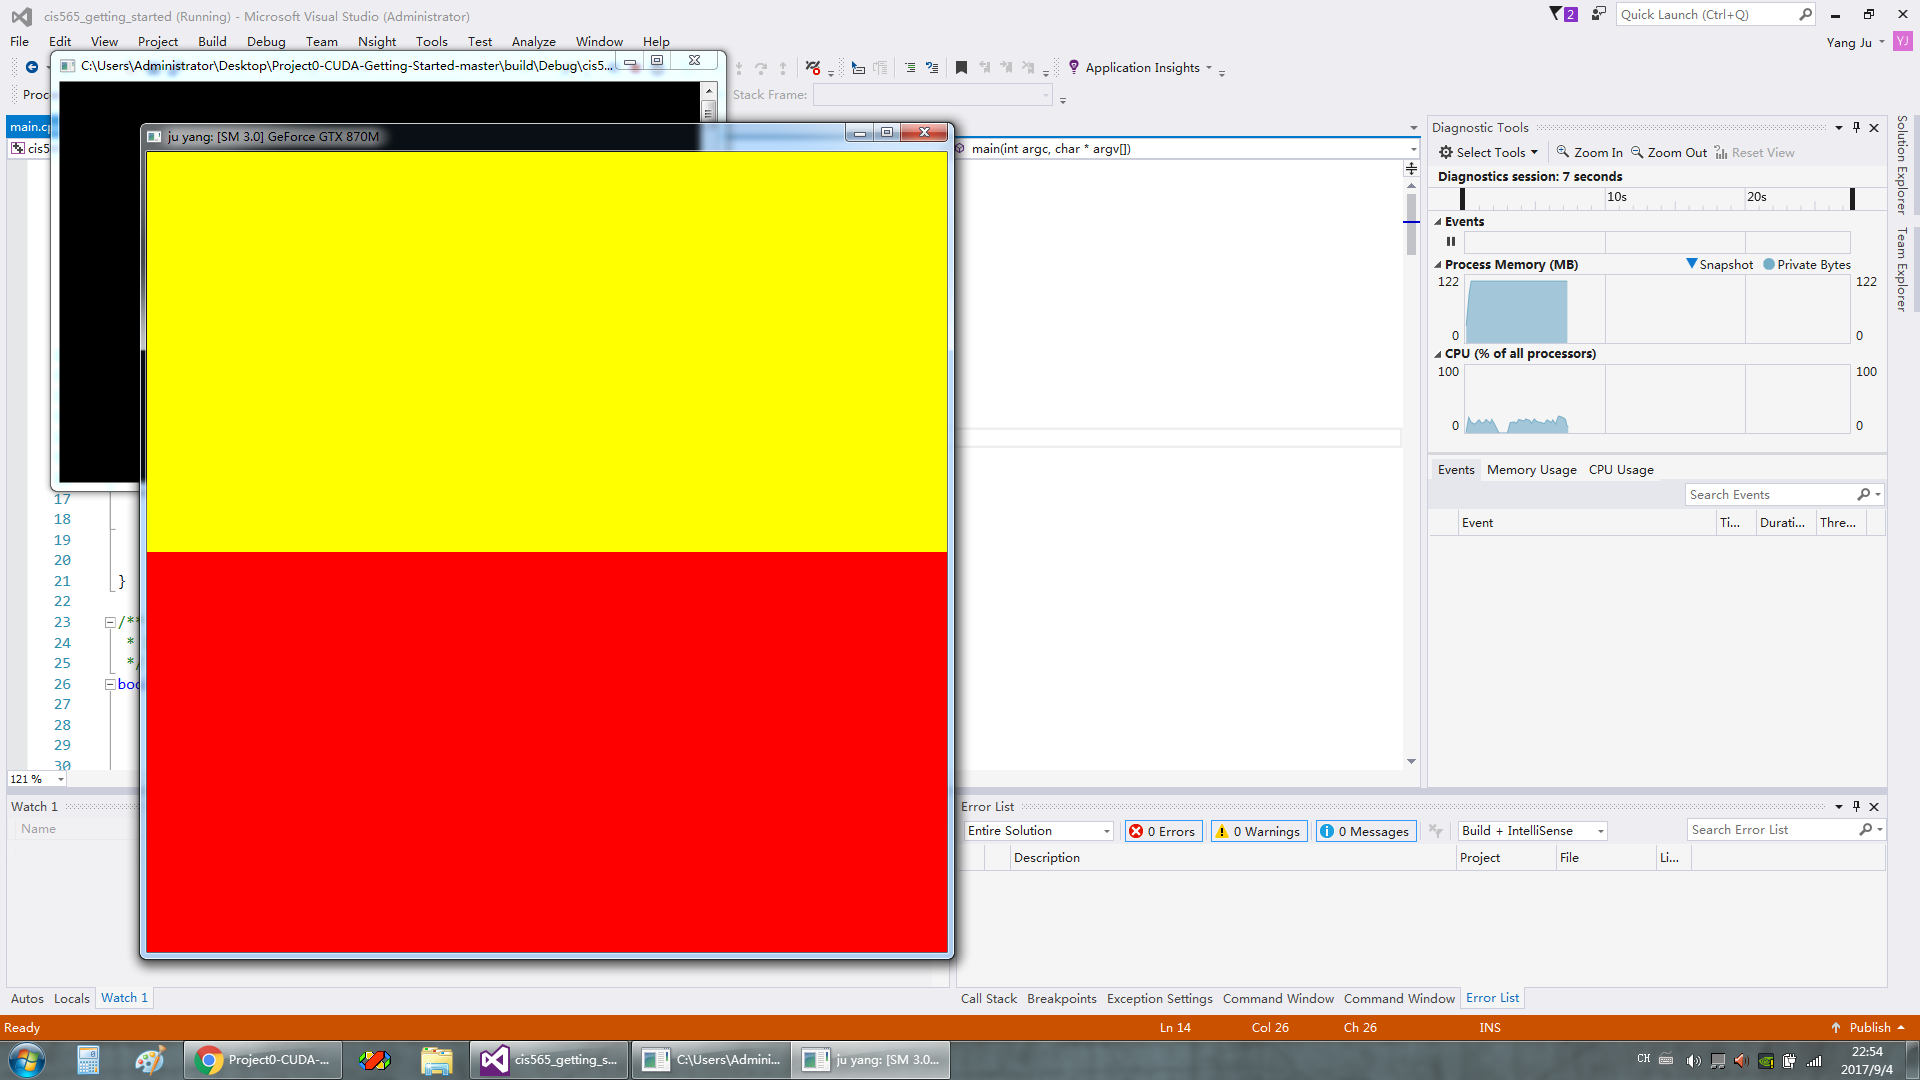 cis565_getting_started (Running) - Microsoft Visual Studio (Administrator)
2
Quick Launch (Ctrl+Q)
File Edit View Project Build Debug Team Nsight Tools Test Analyze Window Help
Yang Ju
YJ
C:\Users\Administrator\Desktop\Project0-CUDA-Getting-Started-master\build\Debug\cis5...
Application Insights
Proc
Stack Frame:
main.c
ju yang: [SM 3.0] GeForce GTX 870M
cis5
main(int argc, char * argv[])
Diagnostic Tools
Select Tools
Zoom In
Zoom Out
Reset View
Diagnostics session: 7 seconds
10s
20s
Events
Process Memory (MB)
Snapshot
Private Bytes
122
122
0
0
CPU (% of all processors)
100
100
0
0
Events
Memory Usage
CPU Usage
Search Events
Event
Ti...
Durati...
Thre...
Solution Explorer
Team Explorer
17
18
19
20
21 }
22
23 /**
24 *
25 */
26 boo
27
28
29
30
121 %
Watch 1
Name
Autos
Locals
Watch 1
Error List
Entire Solution
0 Errors
0 Warnings
0 Messages
Build + IntelliSense
Search Error List
Description
Project
File
Li...
Call Stack
Breakpoints
Exception Settings
Command Window
Command Window
Error List
Ready
Ln 14
Col 26
Ch 26
INS
Publish
Project0-CUDA-...
cis565_getting_s...
C:\Users\Admini...
ju yang: [SM 3.0...
CH
22:54
2017/9/4